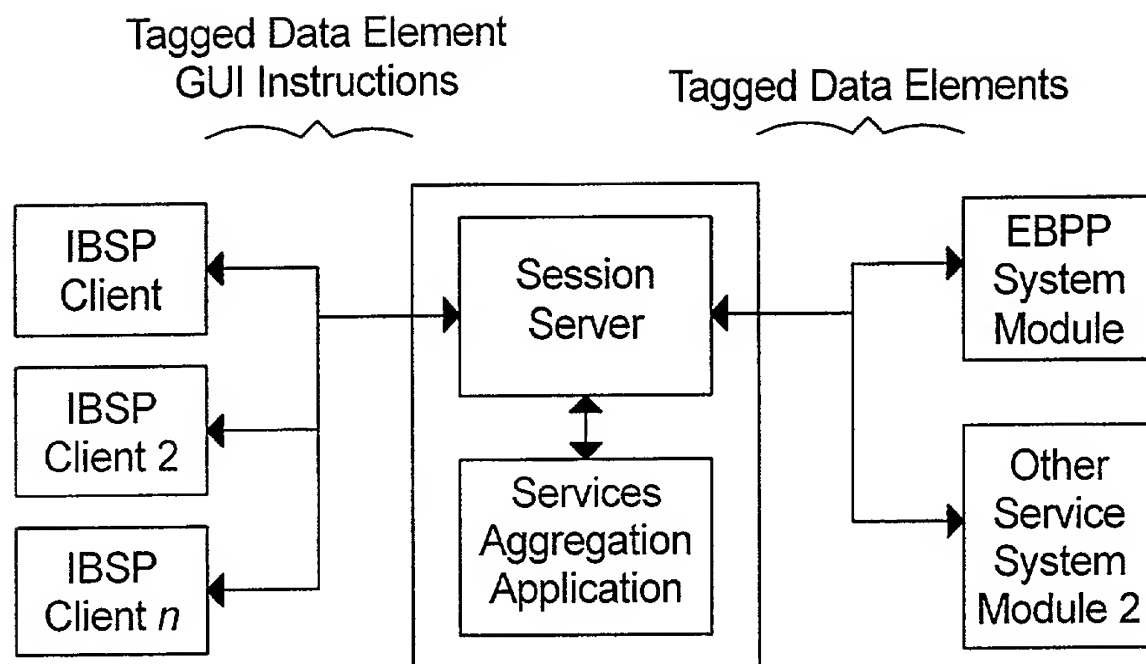 Tagged Data Element
GUI Instructions
Tagged Data Elements
IBSP
Client
IBSP
Client 2
IBSP
Client n
Session
Server
Services
Aggregation
Application
EBPP
System
Module
Other
Service
System
Module 2